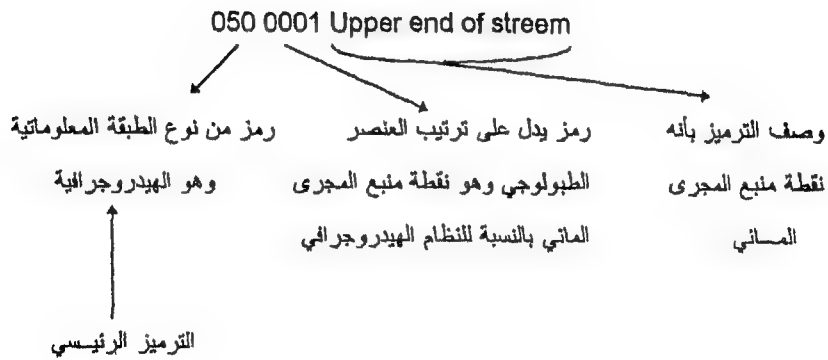 050 0001 Upper end of streem
وصف الترميز بأنه رمز يدل على ترتيب العنصر رمز من نوع الطبقة المعلوماتية
نقطة منبع المجرى الطبولوجي وهو نقطة منبع المجرى وهو الهيدروجرافية
المـــائي المائي بالنسبة للنظام الهيدروجرافي
الترميز الرئيـــسي